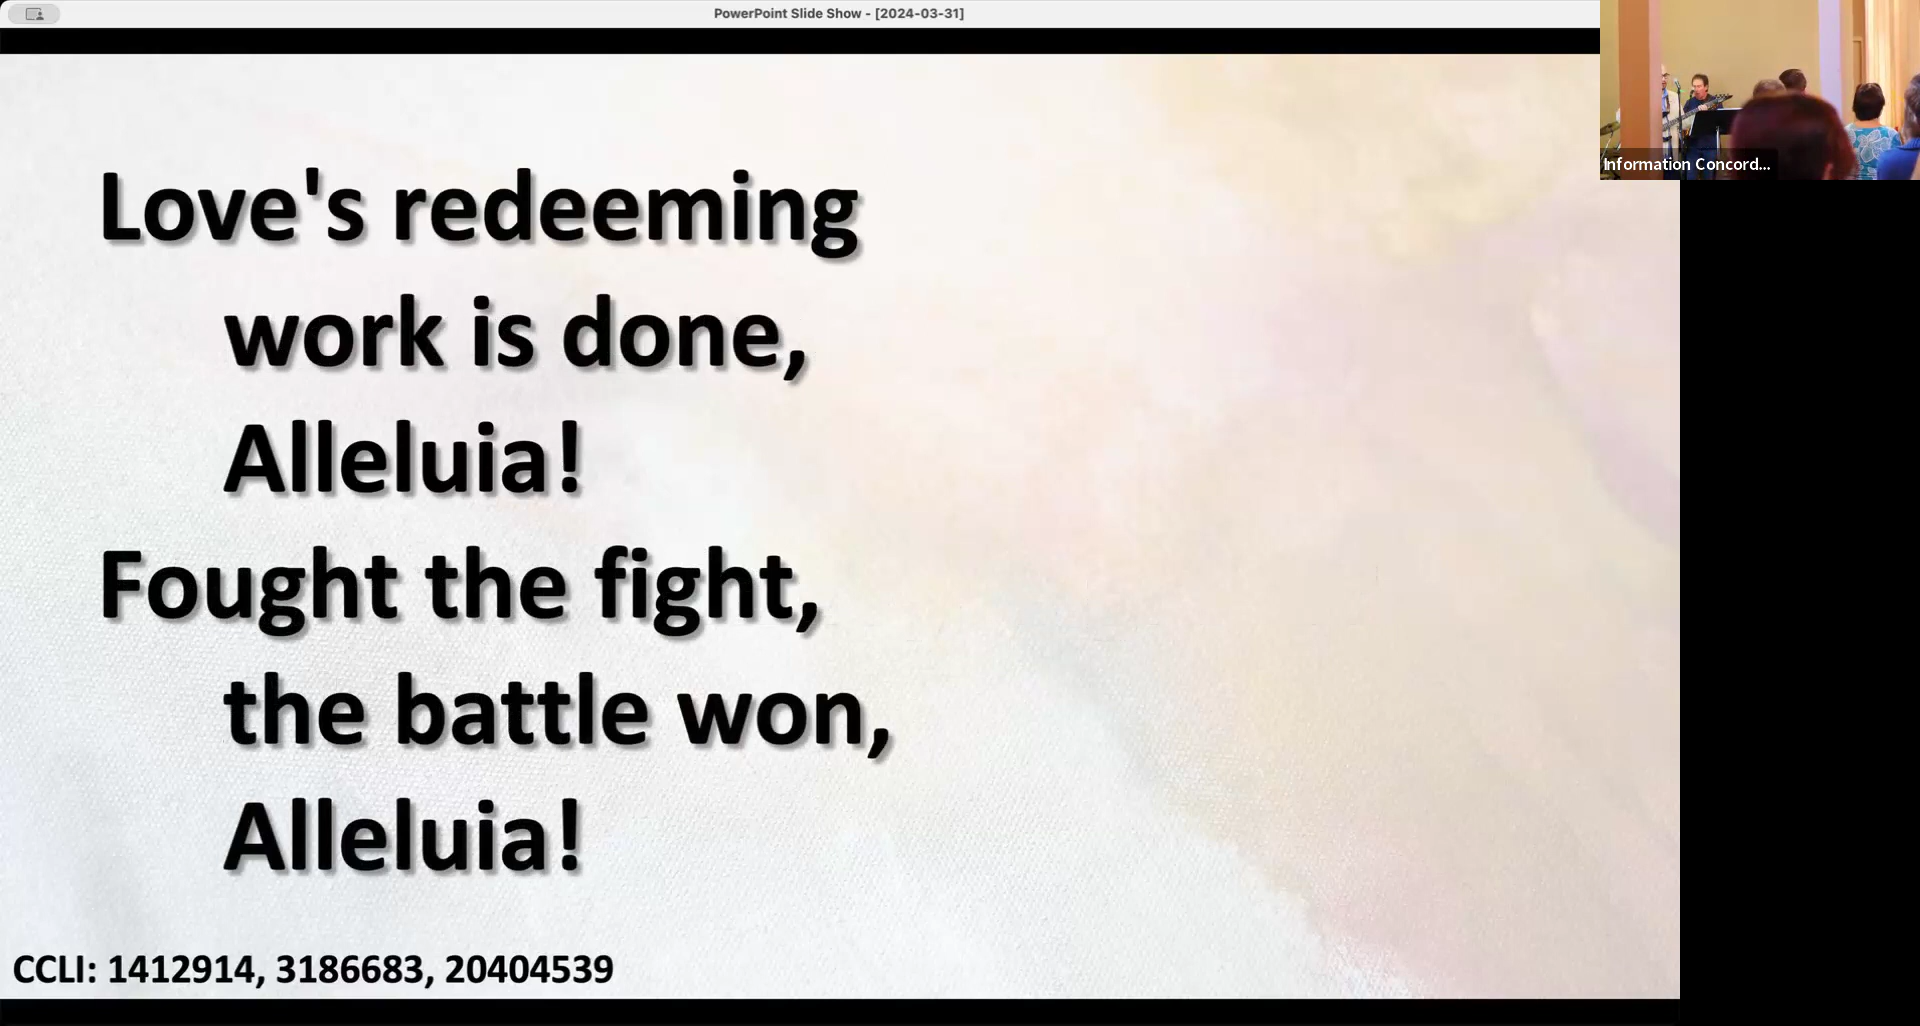 PowerPoint Slide Show - [2024-03-31]
Information Concord...
Love's redeeming
work is done,
Alleluia!
Fought the fight,
the battle won,
Alleluia!
CCLI: 1412914, 3186683, 20404539